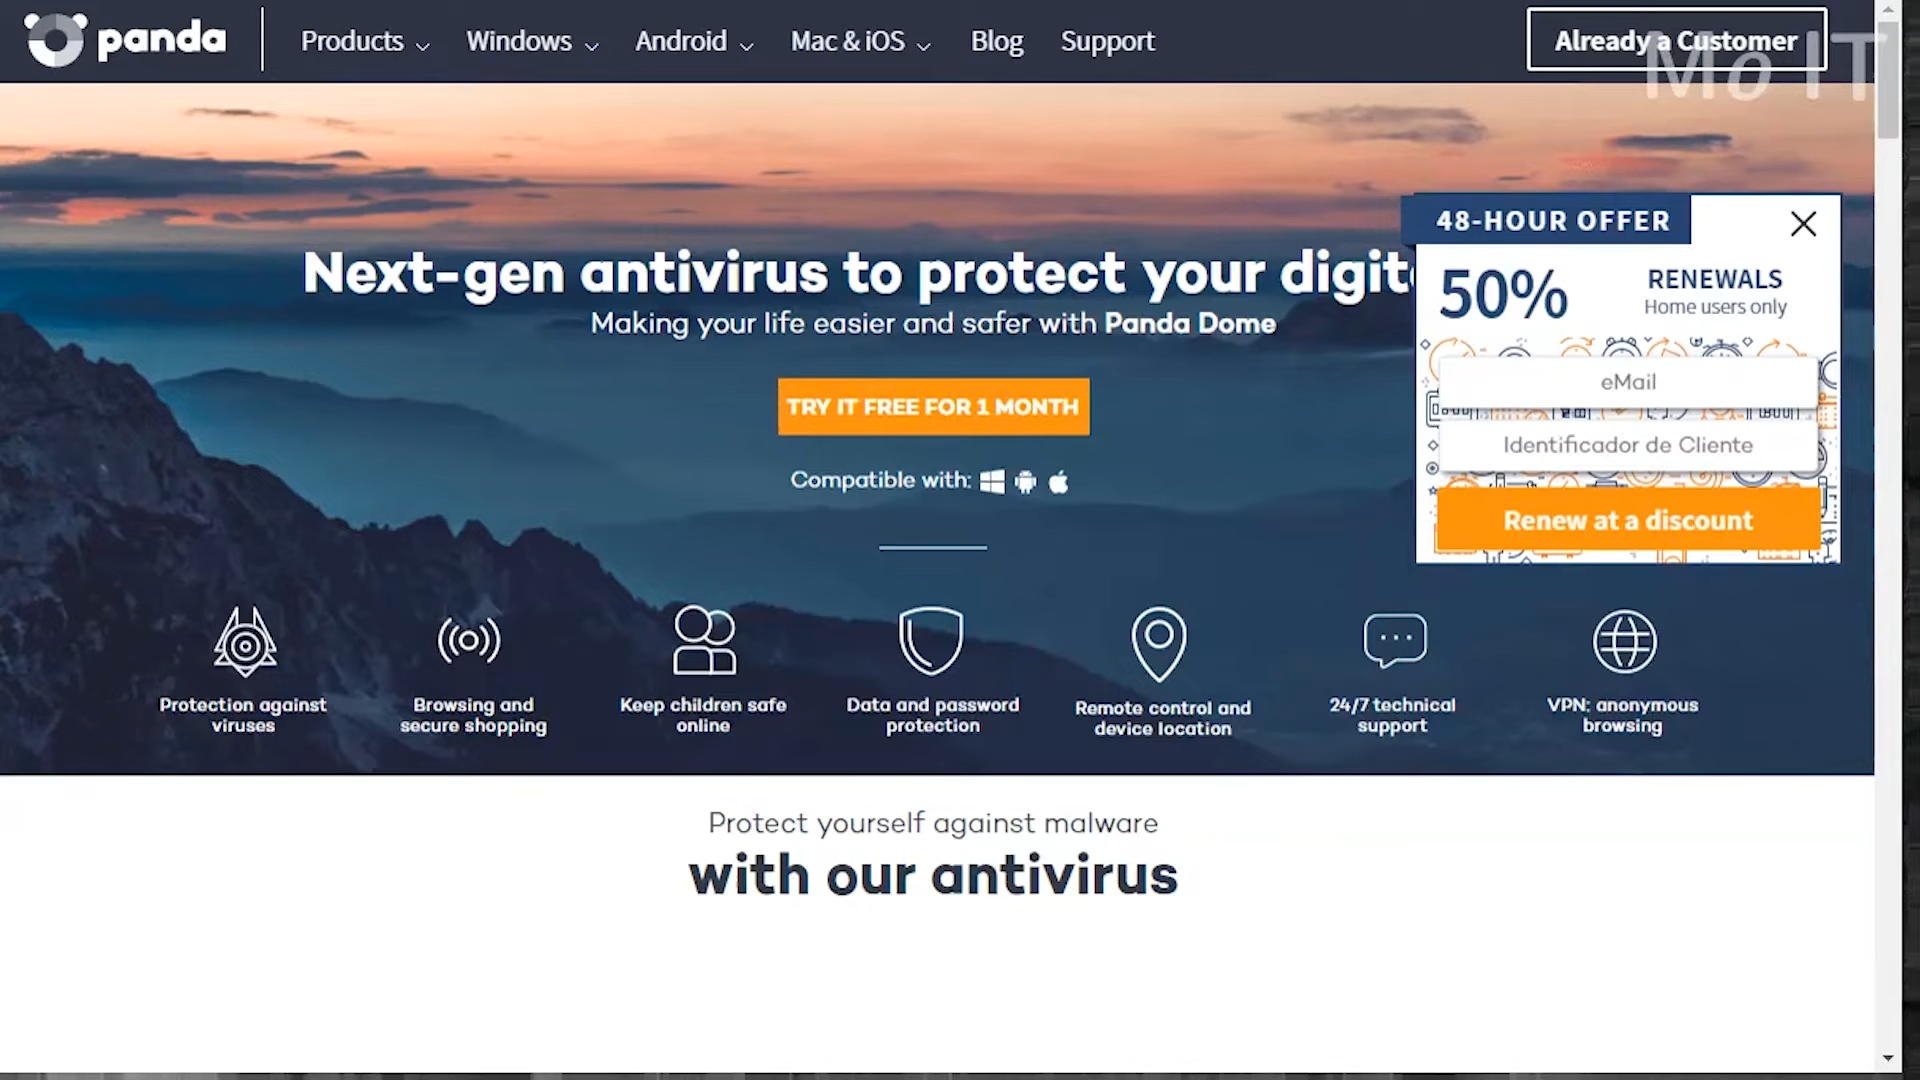 panda
Products
Windows
Android
Mac & iOS
Blog
Support
Already a Customer
Mo IT
48-HOUR OFFER
50%
RENEWALS
Home users only
eMail
Identificador de Cliente
Renew at a discount
Next-gen antivirus to protect your
Making your life easier and safer with Panda Dome
TRY IT FREE FOR 1 MONTH
Compatible with:
Protection against
viruses
Browsing and
secure shopping
Keep children safe
online
Data and password
protection
Remote control and
device location
24/7 technical
support
VPN: anonymous
browsing
Protect yourself against malware
with our antivirus